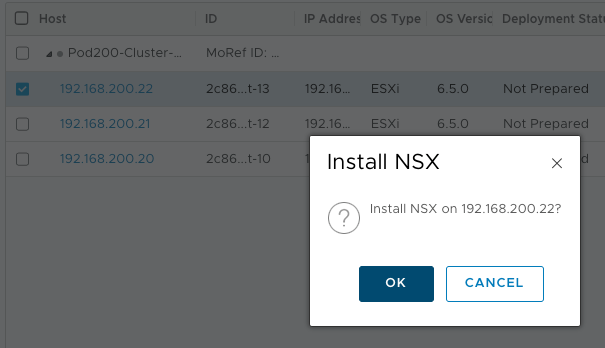 Host ID IP Addres OS Type OS Versic Deployment Statu
Pod200-Cluster-... MoRef ID: ...
192.168.200.22 2c86...t-13 192.16... ESXi 6.5.0 Not Prepared
192.168.200.21 2c86...t-12 192.16... ESXi 6.5.0 Not Prepared
192.168.200.20 2c86...t-10
Install NSX
Install NSX on 192.168.200.22?
OK CANCEL